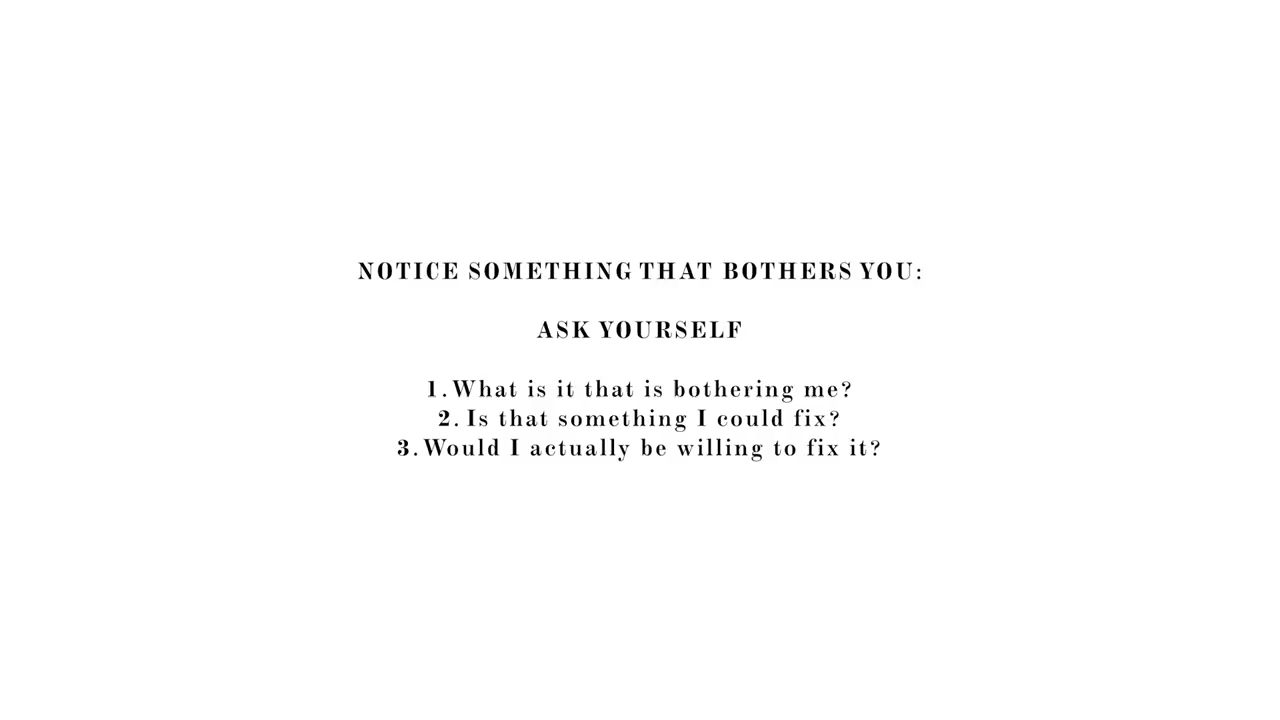 NOTICE SOMETHING THAT BOTHERS YOU:
ASK YOURSELF
1. What is it that is bothering me?
2. Is that something I could fix?
3. Would I actually be willing to fix it?